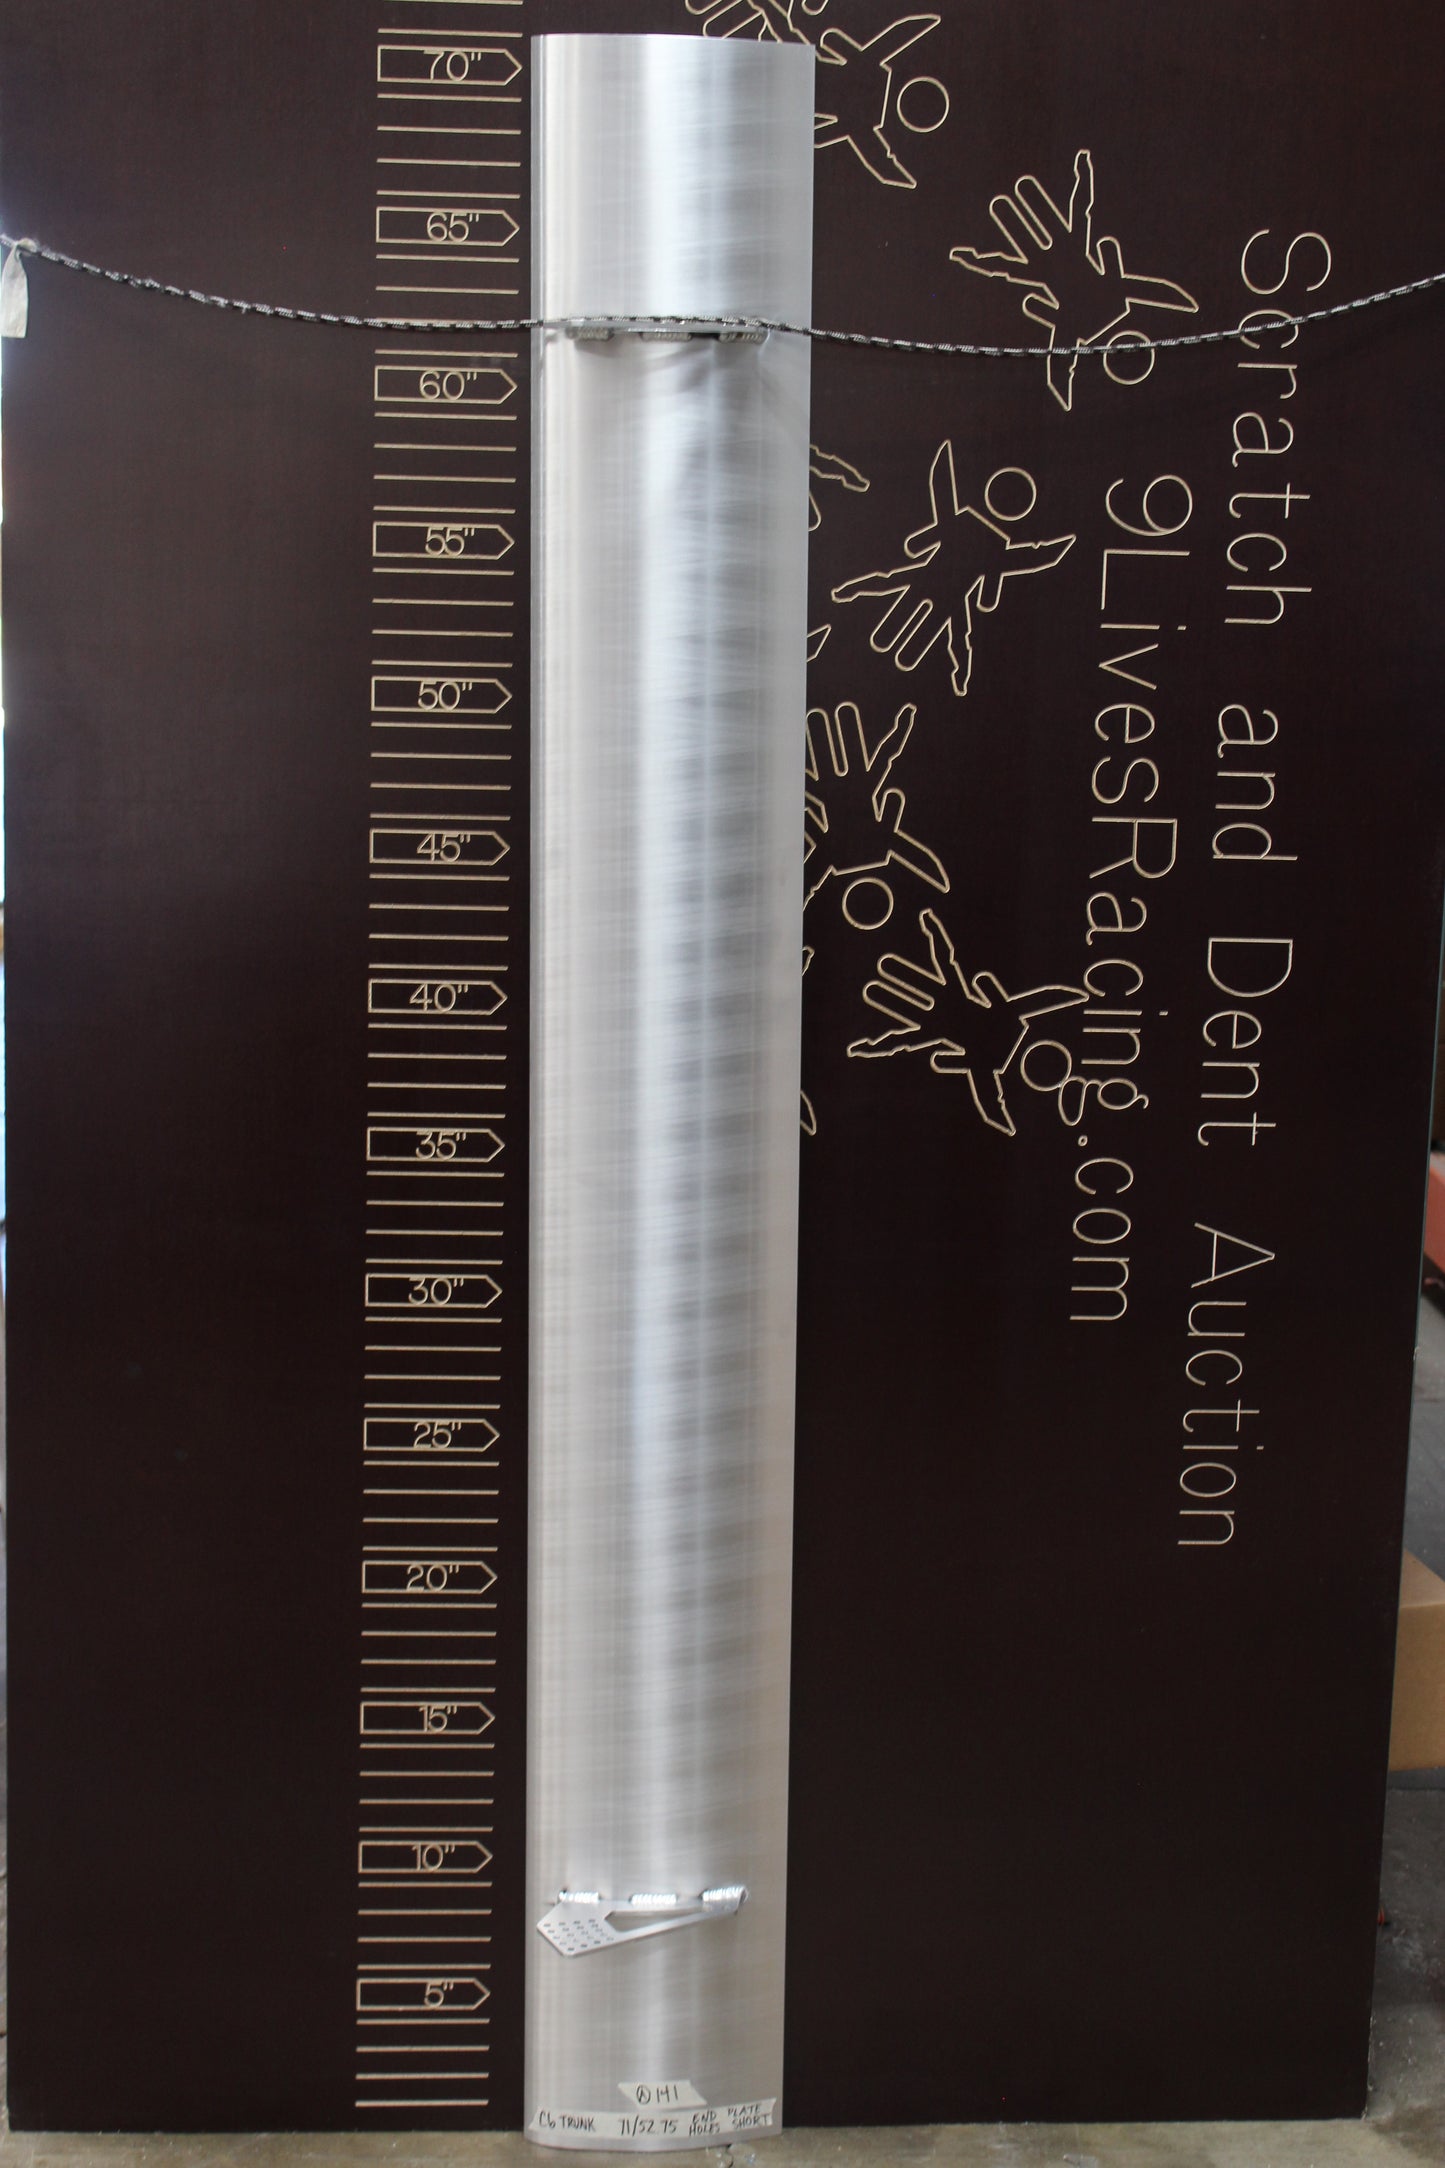 70"
65"
60"
55"
50"
45"
40"
35"
30"
25"
20"
15"
10"
5"
Scratch and Dent Auction
9LivesRacing.com
A 141
C6 TRUNK 71/52.75 END PLATE
HOLES SHORT